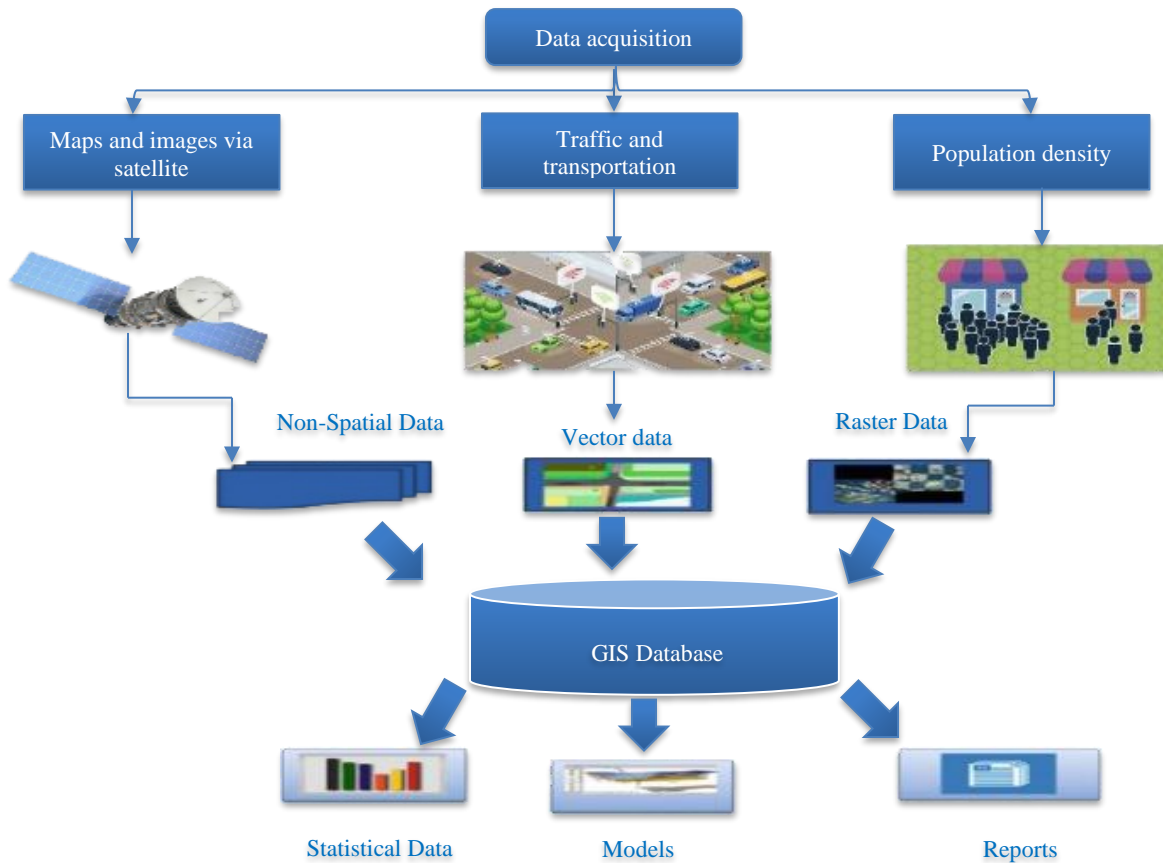 Data acquisition
Maps and images via
satellite
Traffic and
transportation
Population density
Non-Spatial Data
Vector data
Raster Data
GIS Database
Statistical Data
Models
Reports